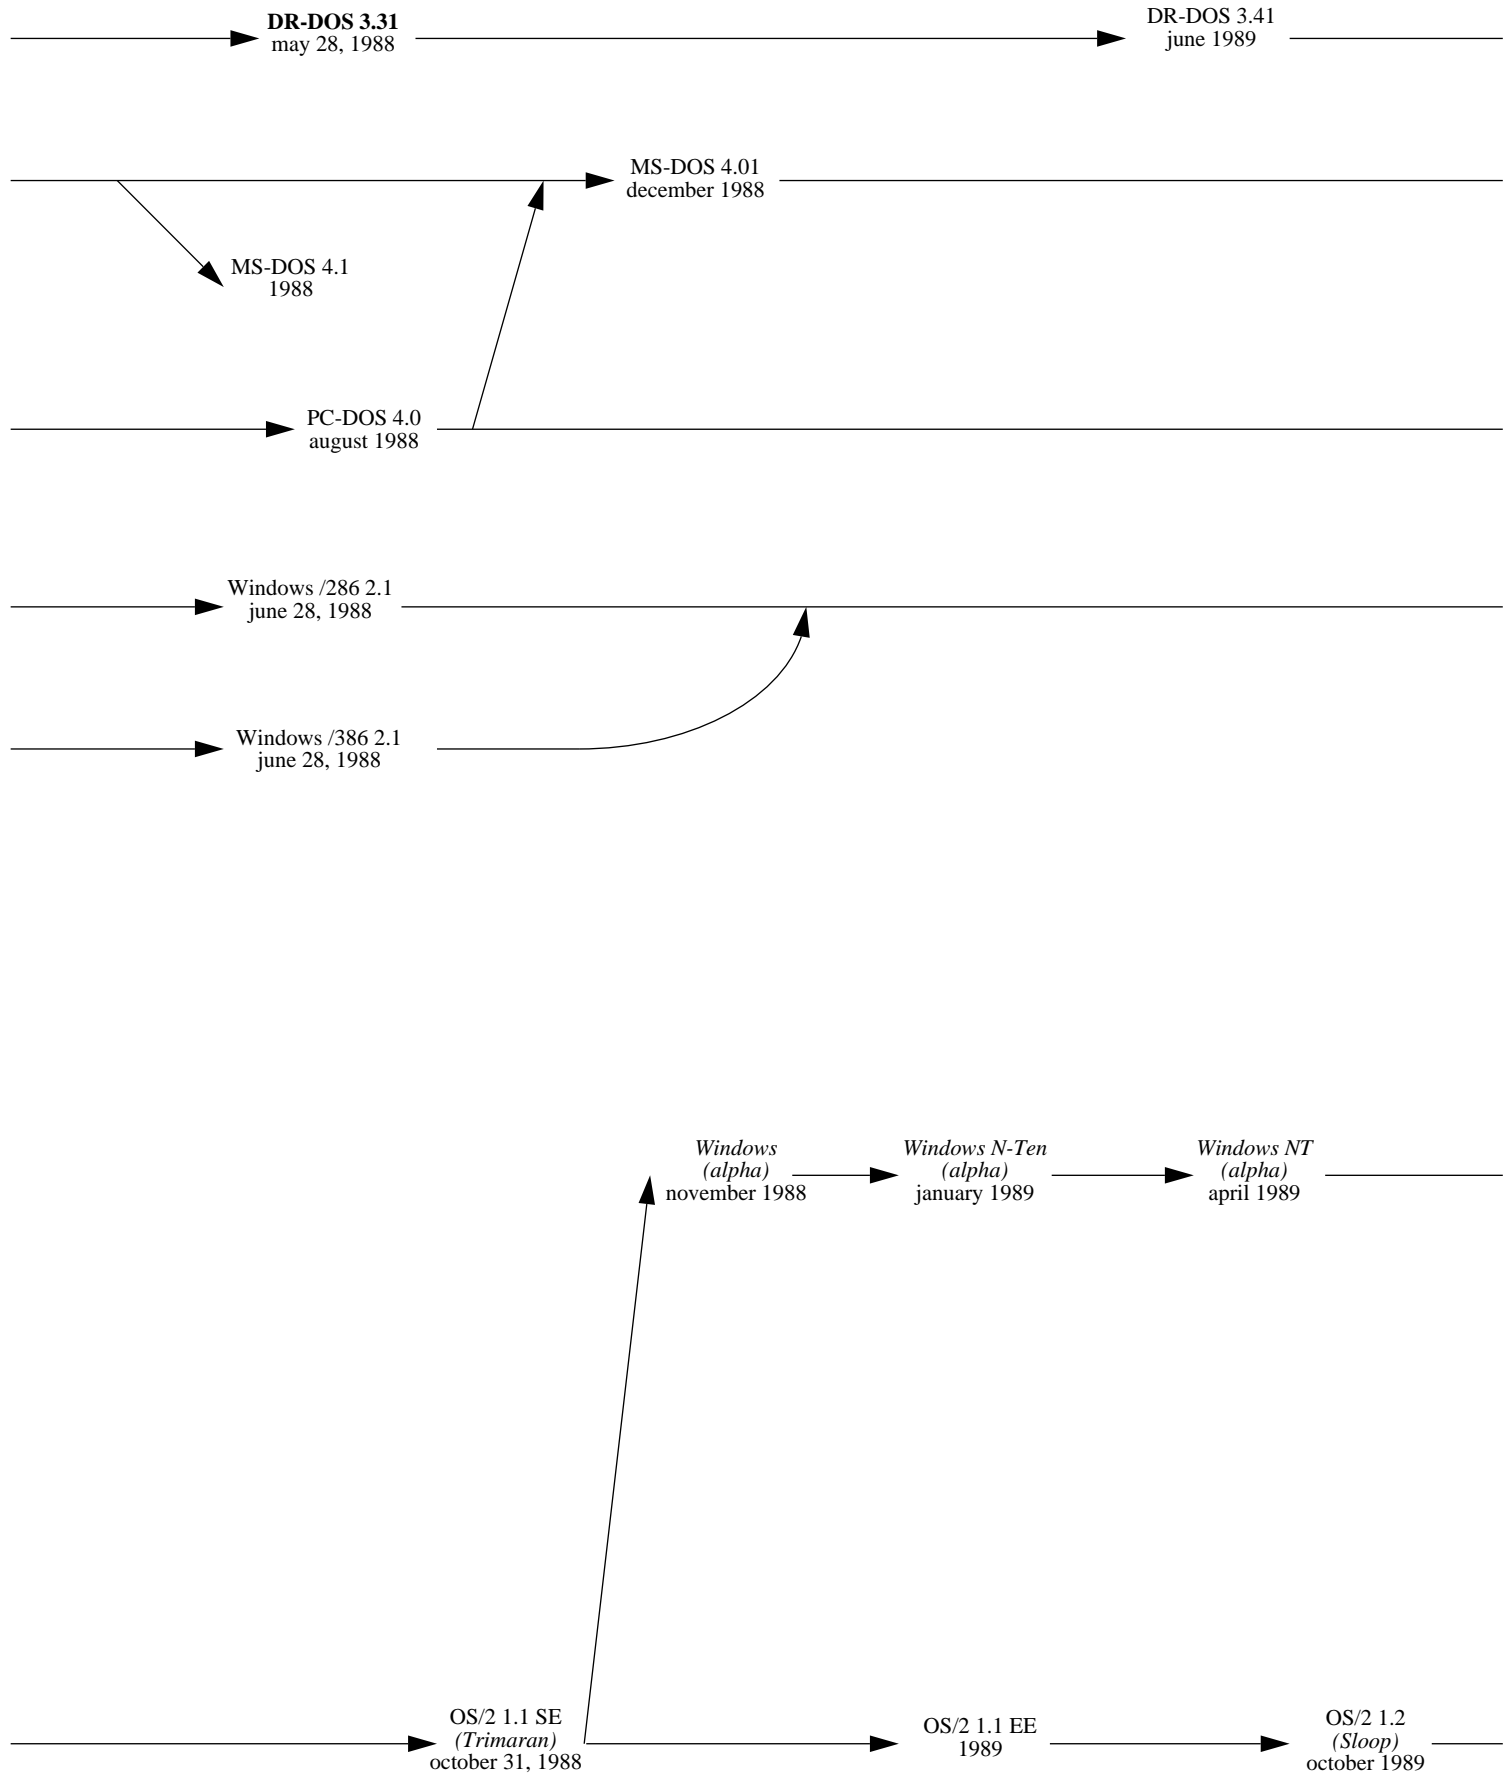 DR-DOS 3.31
may 28, 1988
DR-DOS 3.41
june 1989
MS-DOS 4.01
december 1988
MS-DOS 4.1
1988
PC-DOS 4.0
august 1988
Windows /286 2.1
june 28, 1988
Windows /386 2.1
june 28, 1988
Windows
(alpha)
november 1988
Windows N-Ten
(alpha)
january 1989
Windows NT
(alpha)
april 1989
OS/2 1.1 SE
(Trimaran)
october 31, 1988
OS/2 1.1 EE
1989
OS/2 1.2
(Sloop)
october 1989